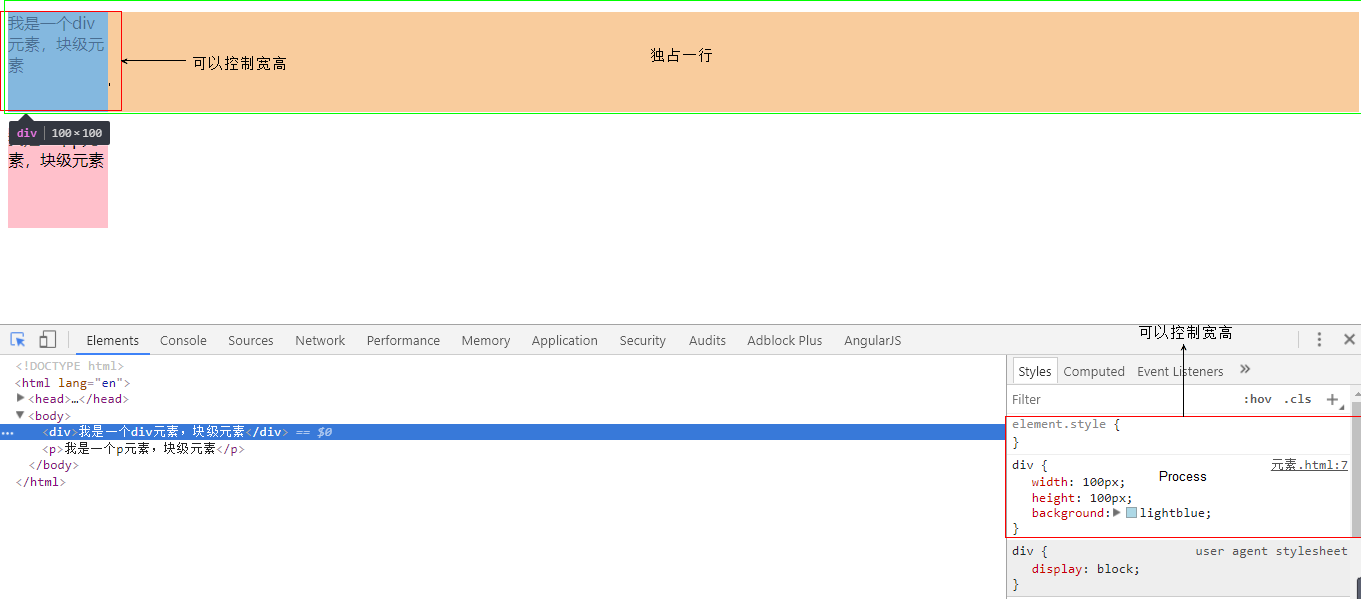 我是一个div
元素，块级元
素
可以控制宽高
独占一行
div 100×100
素，块级元素
可以控制宽高
Elements Console Sources Network Performance Memory Application Security Audits Adblock Plus AngularJS
<!DOCTYPE html>
<html lang="en">
<head>…</head>
<body>
<div>我是一个div元素，块级元素</div> == $0
<p>我是一个p元素，块级元素</p>
</body>
</html>
Styles Computed Event Listeners »
Filter :hov .cls +
element.style {
}
div { 元素.html:7
width: 100px; Process
height: 100px;
background: lightblue;
}
div { user agent stylesheet
display: block;
}